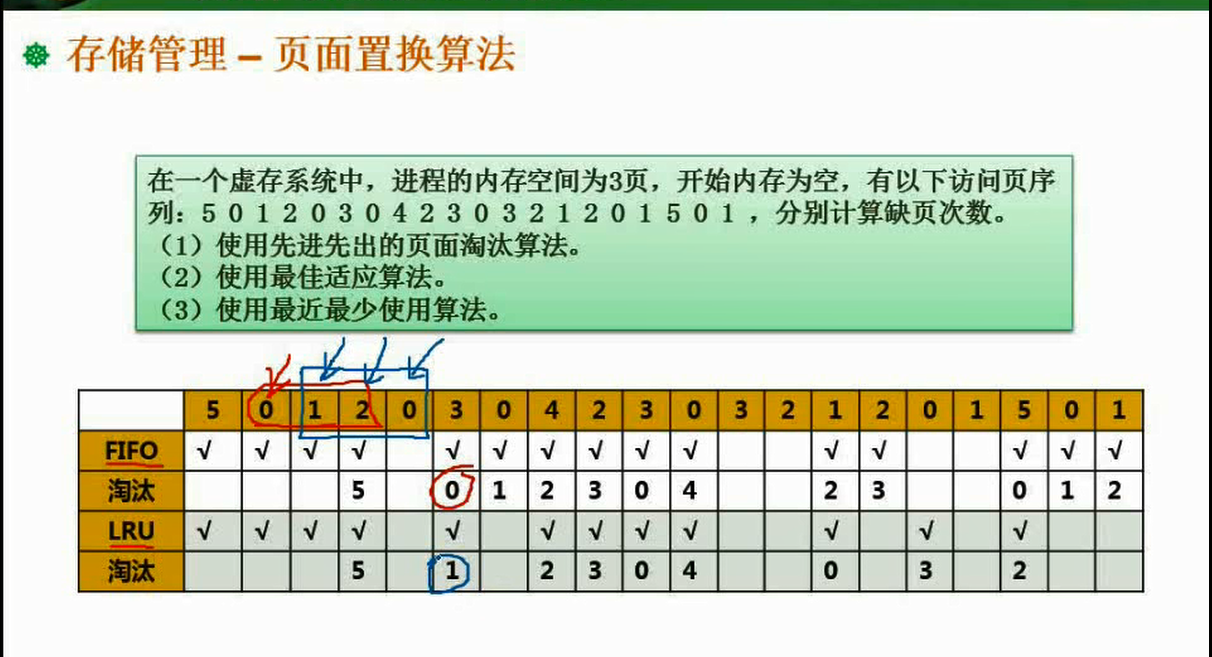 存储管理 – 页面置换算法
在一个虚存系统中，进程的内存空间为3页，开始内存为空，有以下访问页序
列：5 0 1 2 0 3 0 4 2 3 0 3 2 1 2 0 1 5 0 1 ，分别计算缺页次数。
（1）使用先进先出的页面淘汰算法。
（2）使用最佳适应算法。
（3）使用最近最少使用算法。
5 0 1 2 0 3 0 4 2 3 0 3 2 1 2 0 1 5 0 1
FIFO √ √ √ √ √ √ √ √ √ √ √ √ √ √ √
淘汰 5 0 1 2 3 0 4 2 3 0 1 2
LRU √ √ √ √ √ √ √ √ √ √ √ √
淘汰 5 1 2 3 0 4 0 3 2